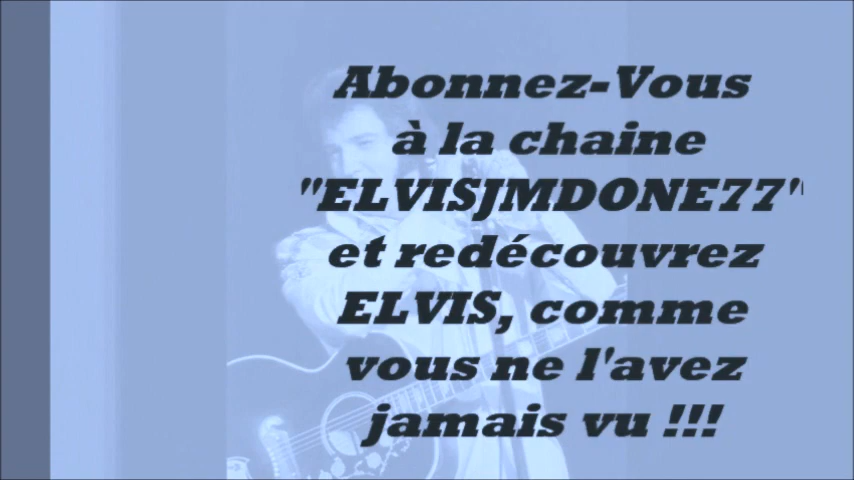 Abonnez-Vous
à la chaine
"ELVISJMDONE77"
et redécouvrez
ELVIS, comme
vous ne l'avez
jamais vu !!!